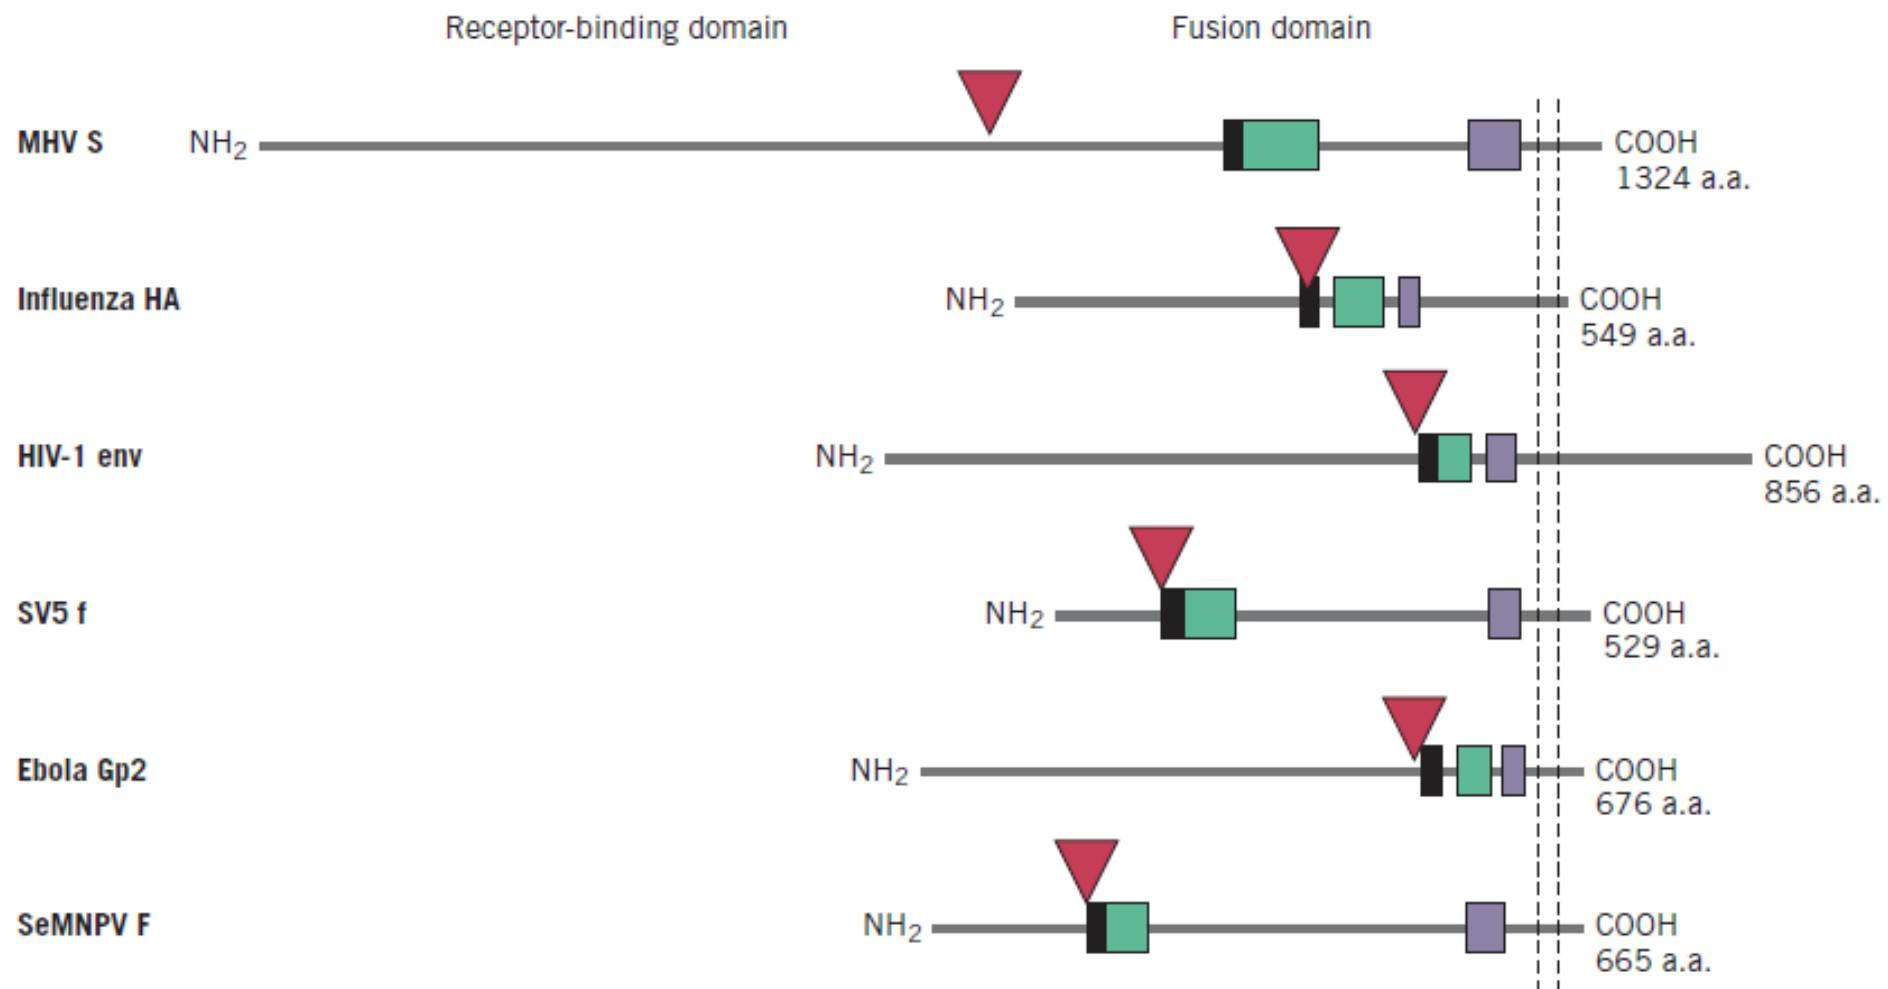 Receptor-binding domain Fusion domain
MHV S NH₂ COOH
1324 a.a.
Influenza HA NH₂ COOH
549 a.a.
HIV-1 env NH₂ COOH
856 a.a.
SV5 f NH₂ COOH
529 a.a.
Ebola Gp2 NH₂ COOH
676 a.a.
SeMNPV F NH₂ COOH
665 a.a.